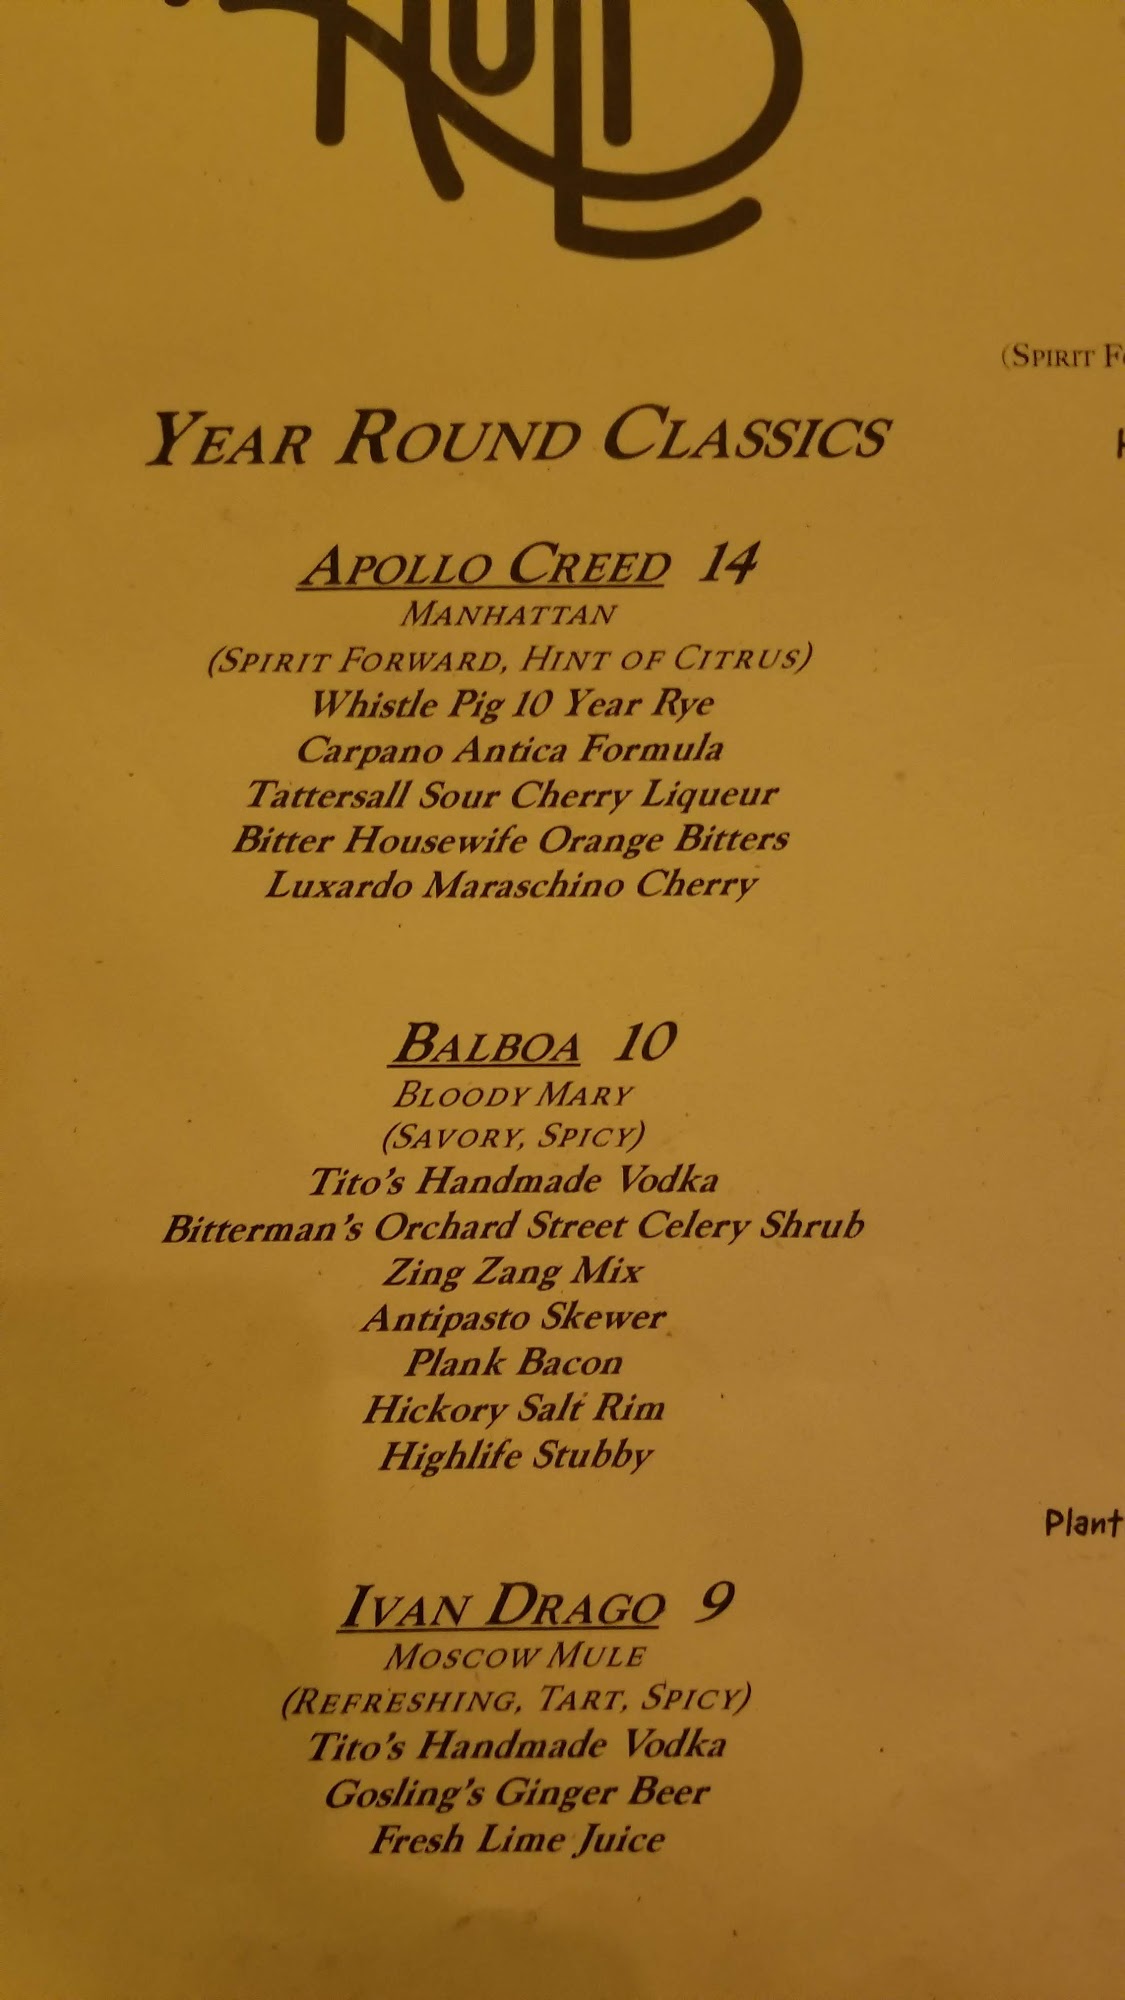 Year Round Classics
Apollo Creed 14
Manhattan
(Spirit Forward, Hint of Citrus)
Whistle Pig 10 Year Rye
Carpano Antica Formula
Tattersall Sour Cherry Liqueur
Bitter Housewife Orange Bitters
Luxardo Maraschino Cherry
Balboa 10
Bloody Mary
(Savory, Spicy)
Tito's Handmade Vodka
Bitterman's Orchard Street Celery Shrub
Zing Zang Mix
Antipasto Skewer
Plank Bacon
Hickory Salt Rim
Highlife Stubby
Ivan Drago 9
Moscow Mule
(Refreshing, Tart, Spicy)
Tito's Handmade Vodka
Gosling's Ginger Beer
Fresh Lime Juice
(Spirit
Plant